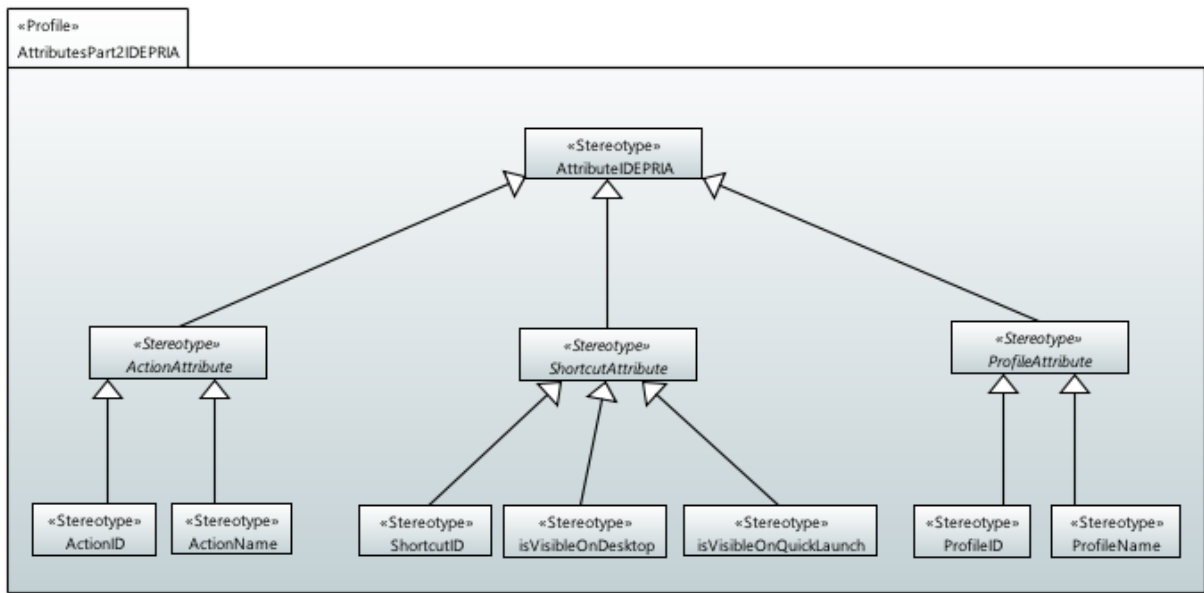 «Profile»
AttributesPart2IDEPRIA
«Stereotype»
AttributeIDEPRIA
«Stereotype»
ActionAttribute
«Stereotype»
ShortcutAttribute
«Stereotype»
ProfileAttribute
«Stereotype»
ActionID
«Stereotype»
ActionName
«Stereotype»
ShortcutID
«Stereotype»
isVisibleOnDesktop
«Stereotype»
isVisibleOnQuickLaunch
«Stereotype»
ProfileID
«Stereotype»
ProfileName